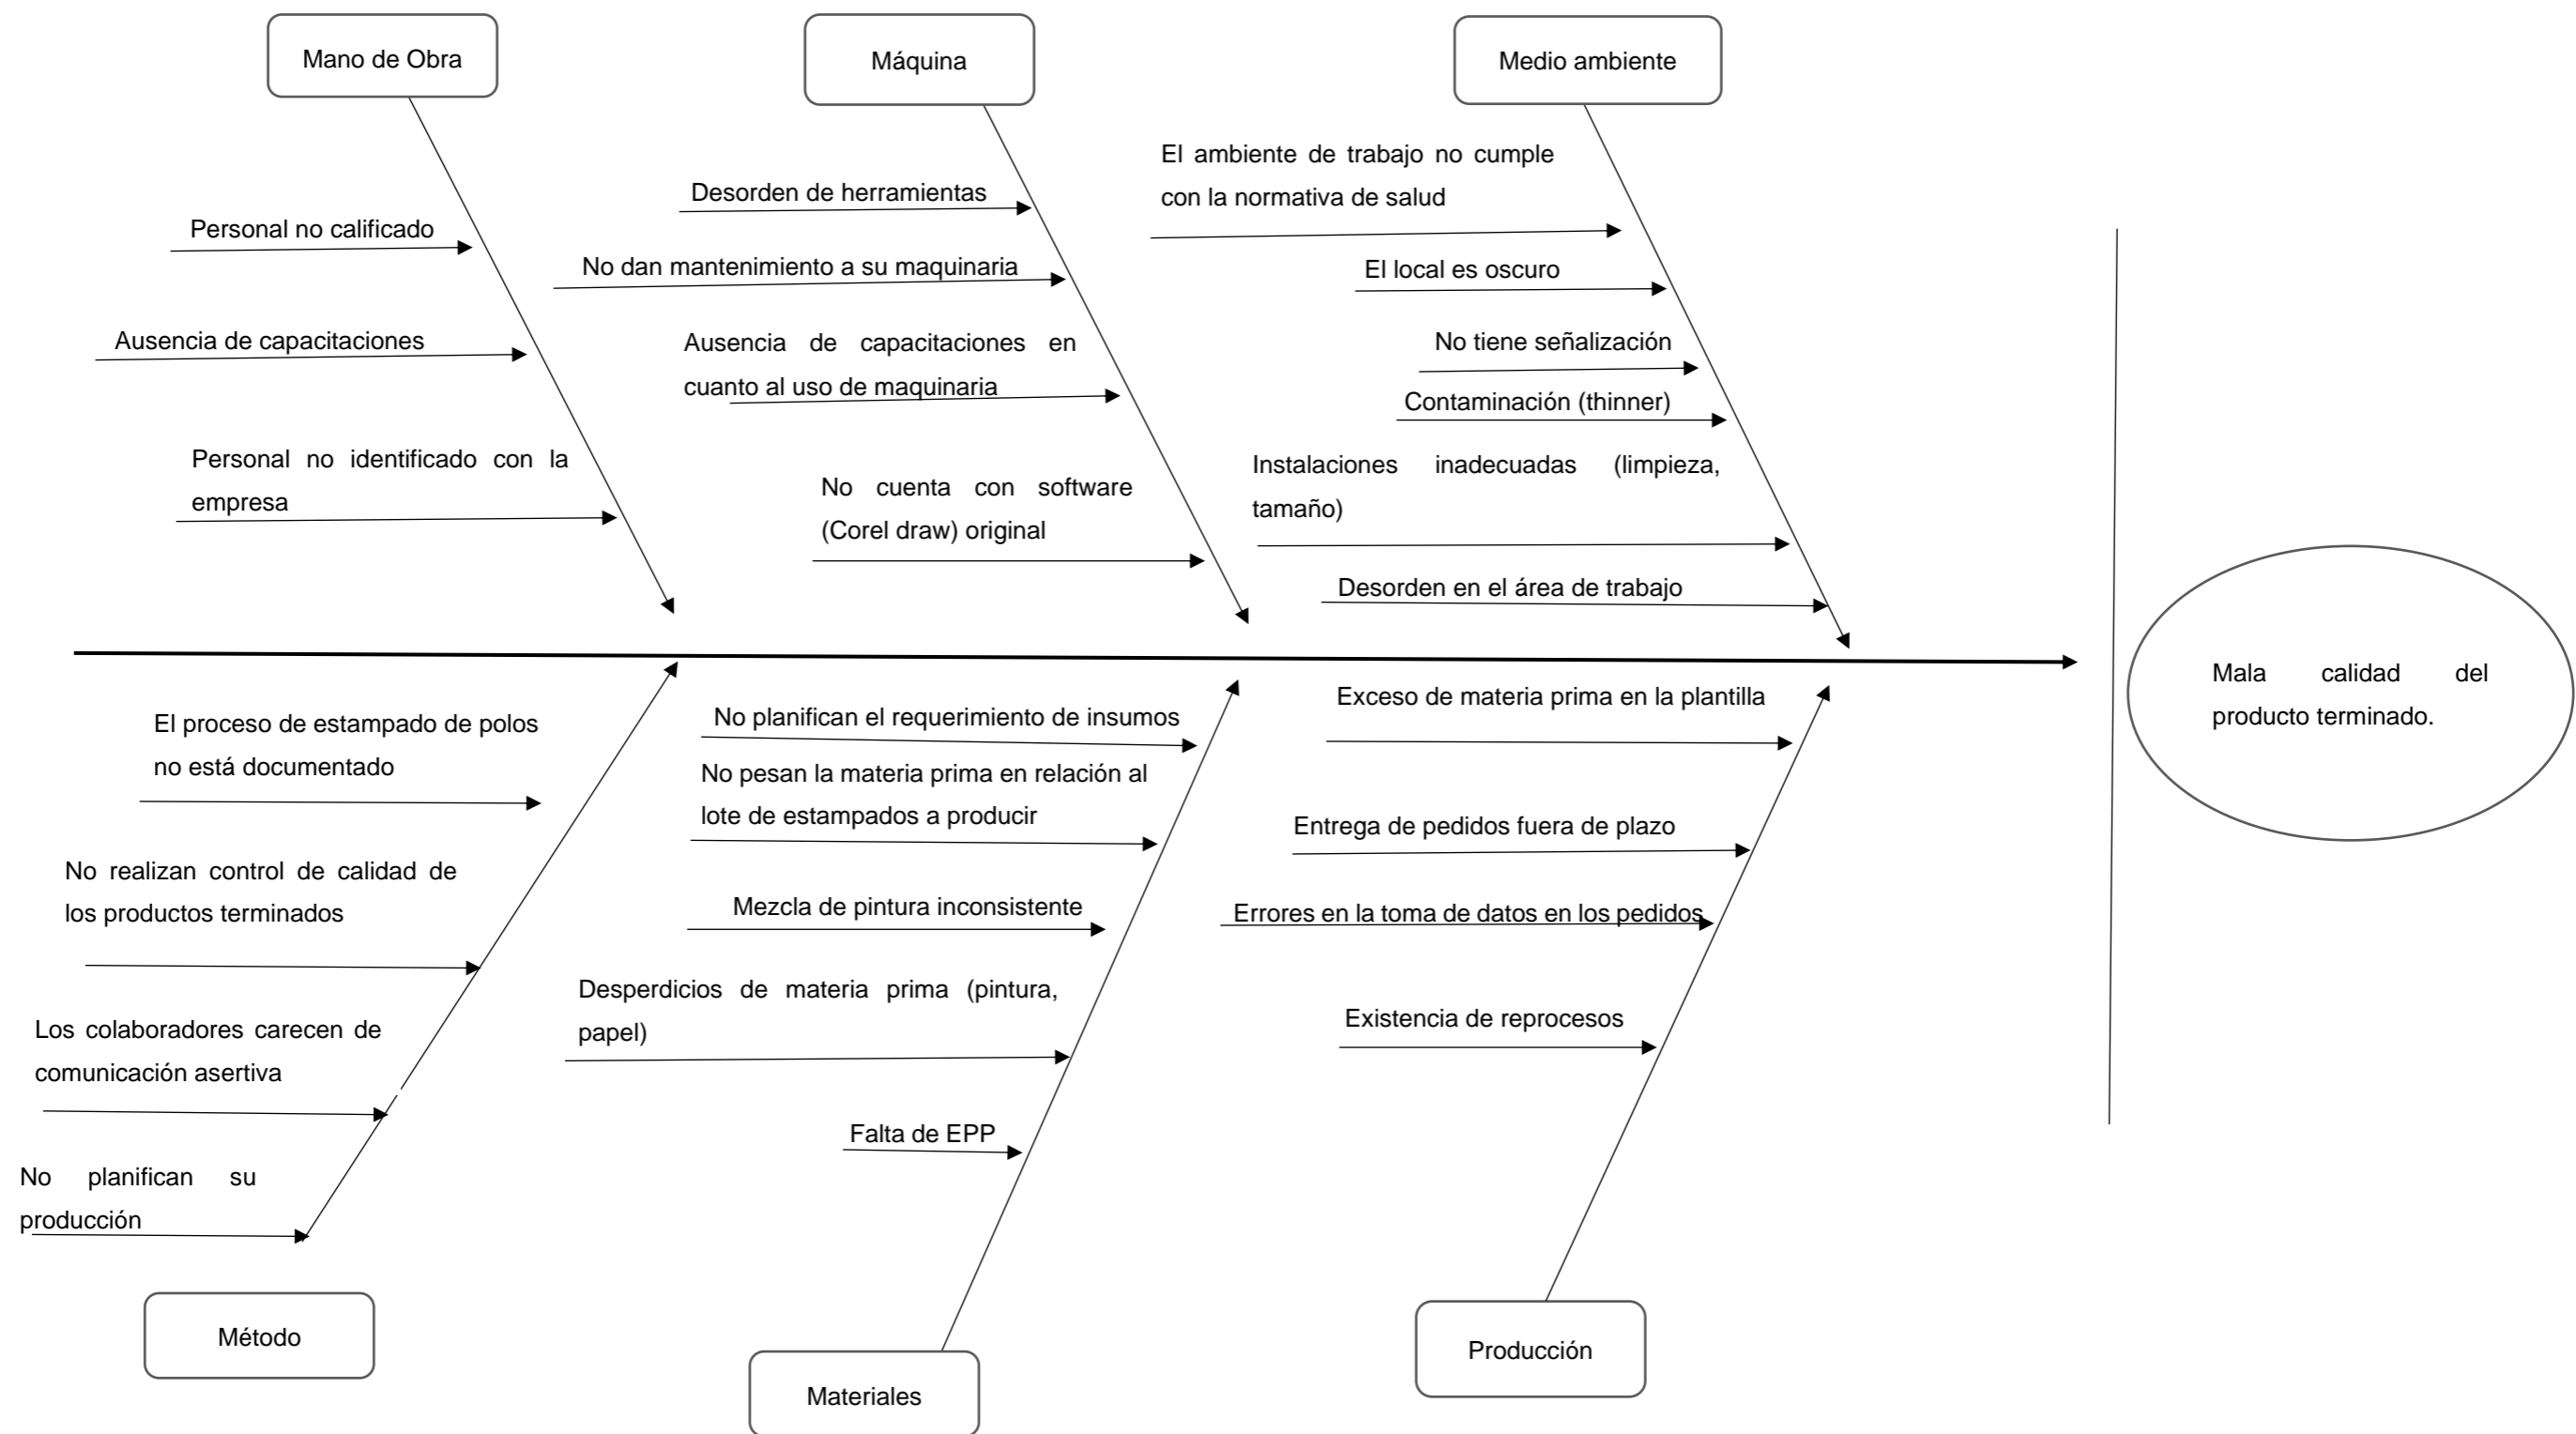 Mano de Obra
Máquina
Medio ambiente
Personal no calificado
Ausencia de capacitaciones
Personal no identificado con la
empresa
Desorden de herramientas
No dan mantenimiento a su maquinaria
Ausencia de capacitaciones en
cuanto al uso de maquinaria
No cuenta con software
(Corel draw) original
El ambiente de trabajo no cumple
con la normativa de salud
El local es oscuro
No tiene señalización
Contaminación (thinner)
Instalaciones inadecuadas (limpieza,
tamaño)
Desorden en el área de trabajo
Mala calidad del
producto terminado.
El proceso de estampado de polos
no está documentado
No realizan control de calidad de
los productos terminados
Los colaboradores carecen de
comunicación asertiva
No planifican su
producción
No planifican el requerimiento de insumos
No pesan la materia prima en relación al
lote de estampados a producir
Mezcla de pintura inconsistente
Desperdicios de materia prima (pintura,
papel)
Falta de EPP
Exceso de materia prima en la plantilla
Entrega de pedidos fuera de plazo
Errores en la toma de datos en los pedidos
Existencia de reprocesos
Método
Materiales
Producción